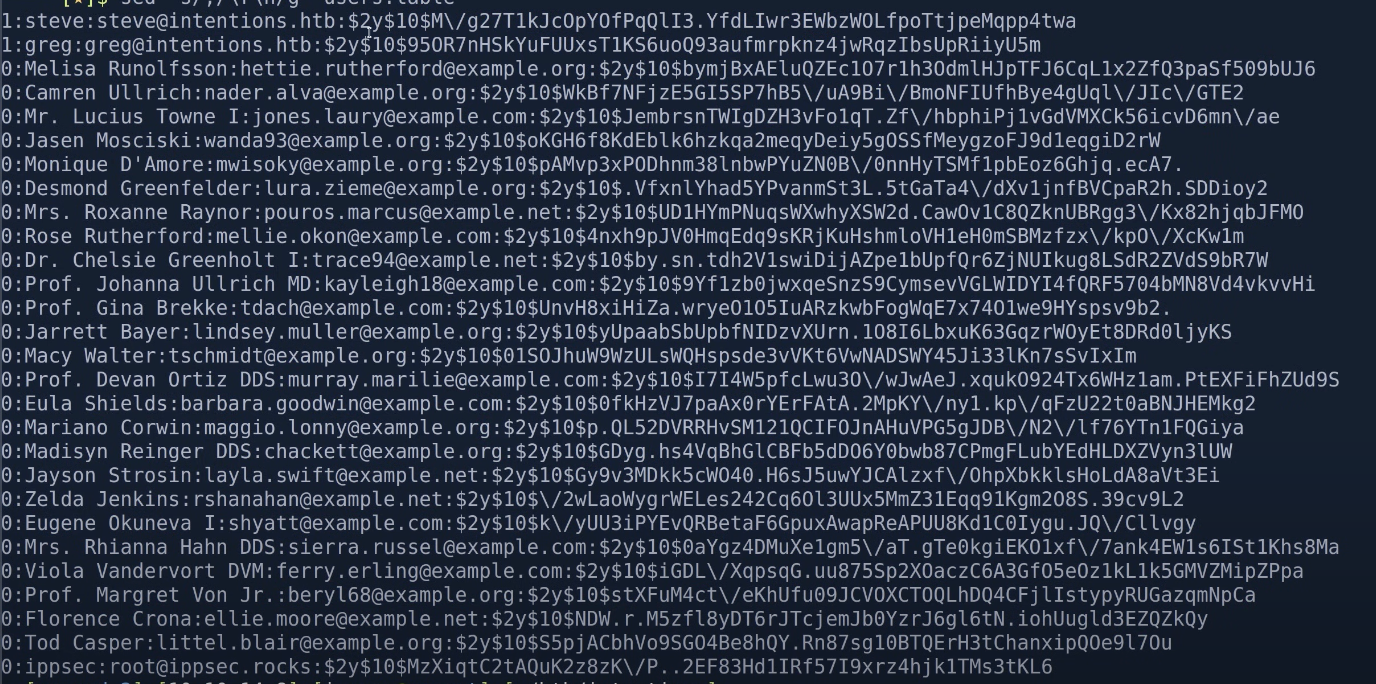 1:steve:steve@intentions.htb:$2y$10$M\/g27T1kJcOpYOfPqQlI3.YfdLIwr3EWbzWOLfpoTtjpeMqpp4twa
1:greg:greg@intentions.htb:$2y$10$95OR7nHSkYuFUUxsT1KS6uoQ93aufmrpknz4jwRqzIbsUpRiiyU5m
0:Melisa Runolfsson:hettie.rutherford@example.org:$2y$10$bymjBxAEluQZEc1O7r1h3OdmlHJpTFJ6CqL1x2ZfQ3paSf509bUJ6
0:Camren Ullrich:nader.alva@example.org:$2y$10$WkBf7NFjzE5GI5SP7hB5\/uA9Bi\/BmoNFIUfhBye4gUql\/JIc\/GTE2
0:Mr. Lucius Towne I:jones.laury@example.com:$2y$10$JembrsnTWIgDZH3vFo1qT.Zf\/hbphiPj1vGdVMXCk56icvD6mn\/ae
0:Jasen Mosciski:wanda93@example.org:$2y$10$oKGH6f8KdEblk6hzkqa2meqyDeiy5gOSSfMeygzoFJ9d1eqgiD2rW
0:Monique D'Amore:mwisoky@example.org:$2y$10$pAMvp3xPODhnm38lnbwPYuZN0B\/0nnHyTSMf1pbEoz6Ghjq.ecA7.
0:Desmond Greenfelder:lura.zieme@example.org:$2y$10$.VfxnlYhad5YPvanmSt3L.5tGaTa4\/dXv1jnfBVCpaR2h.SDDioy2
0:Mrs. Roxanne Raynor:pouros.marcus@example.net:$2y$10$UD1HYmPNuqsWXwhyXSW2d.CawOv1C8QZknUBRgg3\/Kx82hjqbJFMO
0:Rose Rutherford:mellie.okon@example.com:$2y$10$4nxh9pJV0HmqEdq9sKRjKuHshmloVH1eH0mSBMzfzx\/kpO\/XcKw1m
0:Dr. Chelsie Greenholt I:trace94@example.net:$2y$10$by.sn.tdh2V1swiDijAZpe1bUpfQr6ZjNUIkug8LSdR2ZVdS9bR7W
0:Prof. Johanna Ullrich MD:kayleigh18@example.com:$2y$10$9Yf1zb0jwxqeSnzS9CymsevVGLWIDYI4fQRF5704bMN8Vd4vkvvHi
0:Prof. Gina Brekke:tdach@example.com:$2y$10$UnvH8xiHiZa.wryeO1O5IuARzkwbFogWqE7x74O1we9HYspsv9b2.
0:Jarrett Bayer:lindsey.muller@example.org:$2y$10$yUpaabSbUpbfNIDzvXUrn.1O8I6LbxuK63GqzrWOyEt8DRd0ljyKS
0:Macy Walter:tschmidt@example.org:$2y$10$01SOJhuW9WzULsWQHspsde3vVKt6VwNADSWY45Ji33lKn7sSvIxIm
0:Prof. Devan Ortiz DDS:murray.marilie@example.com:$2y$10$I7I4W5pfcLwu3O\/wJwAeJ.xqukO924Tx6WHz1am.PtEXFiFhZUd9S
0:Eula Shields:barbara.goodwin@example.com:$2y$10$0fkHzVJ7paAx0rYErFAtA.2MpKY\/ny1.kp\/qFzU22t0aBNJHEMkg2
0:Mariano Corwin:maggio.lonny@example.org:$2y$10$p.QL52DVRRHvSM121QCIFOJnAHuVPG5gJDB\/N2\/lf76YTn1FQGiya
0:Madisyn Reinger DDS:chackett@example.org:$2y$10$GDyg.hs4VqBhGlCBFb5dDO6Y0bwb87CPmgFLubYEdHLDXZVyn3lUW
0:Jayson Strosin:layla.swift@example.net:$2y$10$Gy9v3MDkk5cWO40.H6sJ5uwYJCAlzxf\/OhpXbkklsHoLdA8aVt3Ei
0:Zelda Jenkins:rshanahan@example.net:$2y$10$\/2wLaoWygrWELes242Cq6Ol3UUx5MmZ31Eqq91Kgm2O8S.39cv9L2
0:Eugene Okuneva I:shyatt@example.com:$2y$10$k\/yUU3iPYEvQRBetaF6GpuxAwapReAPUU8Kd1C0Iygu.JQ\/Cllvgy
0:Mrs. Rhianna Hahn DDS:sierra.russel@example.com:$2y$10$0aYgz4DMuXe1gm5\/aT.gTe0kgiEKO1xf\/7ank4EW1s6ISt1Khs8Ma
0:Viola Vandervort DVM:ferry.erling@example.com:$2y$10$iGDL\/XqpsqG.uu875Sp2XOaczC6A3GfO5eOz1kL1k5GMVZMipZPpa
0:Prof. Margret Von Jr.:beryl68@example.org:$2y$10$stXFuM4ct\/eKhUfu09JCVOXCTOQLhDQ4CFjlIstypyRUGazqmNpCa
0:Florence Crona:ellie.moore@example.net:$2y$10$NDW.r.M5zfl8yDT6rJTcjemJb0YzrJ6gl6tN.iohUugld3EZQZkQy
0:Tod Casper:littel.blair@example.org:$2y$10$S5pjACbhVo9SGO4Be8hQY.Rn87sg10BTQErH3tChanxipQOe9l7Ou
0:ippsec:root@ippsec.rocks:$2y$10$MzXiqtC2tAQuK2z8zK\/P..2EF83Hd1IRf57I9xrz4hjk1TMs3tKL6